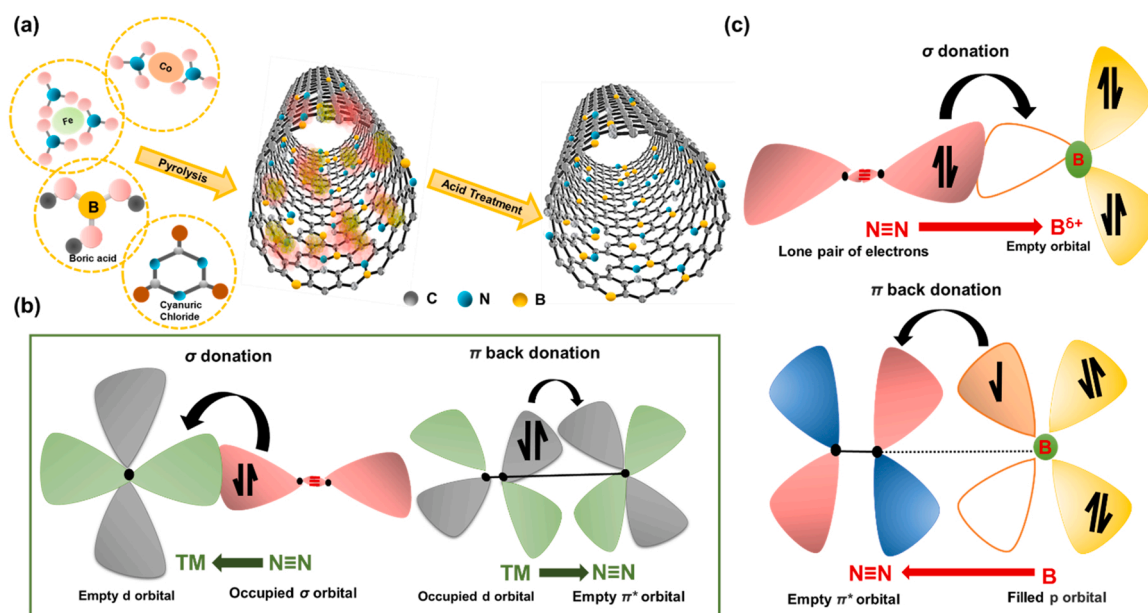 (a)
Co
Fe
B
Boric acid
Cyanuric
Chloride
Pyrolysis
Acid Treatment
C
N
B
(b)
σ donation
TM
N≡N
Empty d orbital
Occupied σ orbital
π back donation
TM
N≡N
Occupied d orbital
Empty π* orbital
(c)
σ donation
B
N≡N
Bδ+
Lone pair of electrons
Empty orbital
π back donation
B
N≡N
B
Empty π* orbital
Filled p orbital